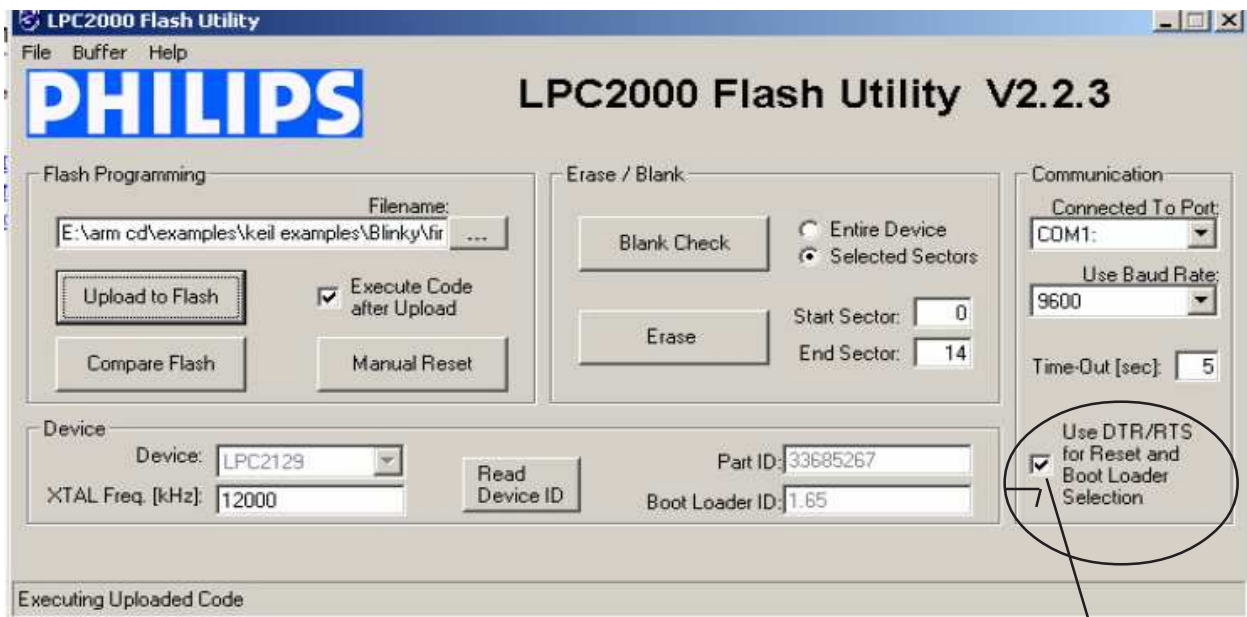 LPC2000 Flash Utility
File Buffer Help
PHILIPS
LPC2000 Flash Utility V2.2.3
Flash Programming
Filename:
E:\arm cd\examples\keil examples\Blinky\fir
...
Upload to Flash
Execute Code
after Upload
Compare Flash
Manual Reset
Erase / Blank
Blank Check
Entire Device
Selected Sectors
Erase
Start Sector: 0
End Sector: 14
Communication
Connected To Port:
COM1:
Use Baud Rate:
9600
Time-Out [sec]: 5
Use DTR/RTS
for Reset and
Boot Loader
Selection
Device
Device: LPC2129
XTAL Freq. [kHz]: 12000
Read
Device ID
Part ID: 33685267
Boot Loader ID: 1.65
Executing Uploaded Code